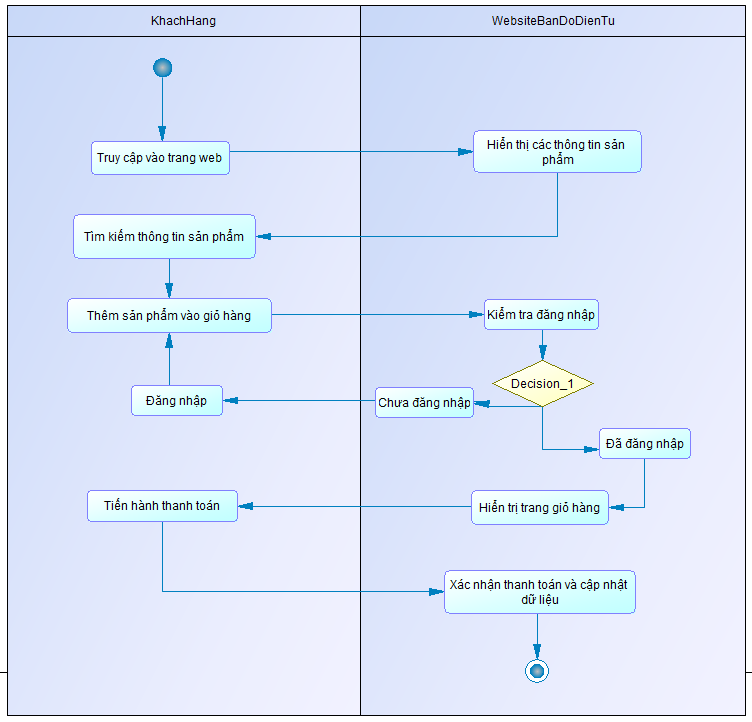 KhachHang
WebsiteBanDoDienTu
Truy cập vào trang web
Hiển thị các thông tin sản
phẩm
Tìm kiếm thông tin sản phẩm
Thêm sản phẩm vào giỏ hàng
Kiểm tra đăng nhập
Decision_1
Đăng nhập
Chưa đăng nhập
Đã đăng nhập
Tiến hành thanh toán
Hiển trị trang giỏ hàng
Xác nhận thanh toán và cập nhật
dữ liệu